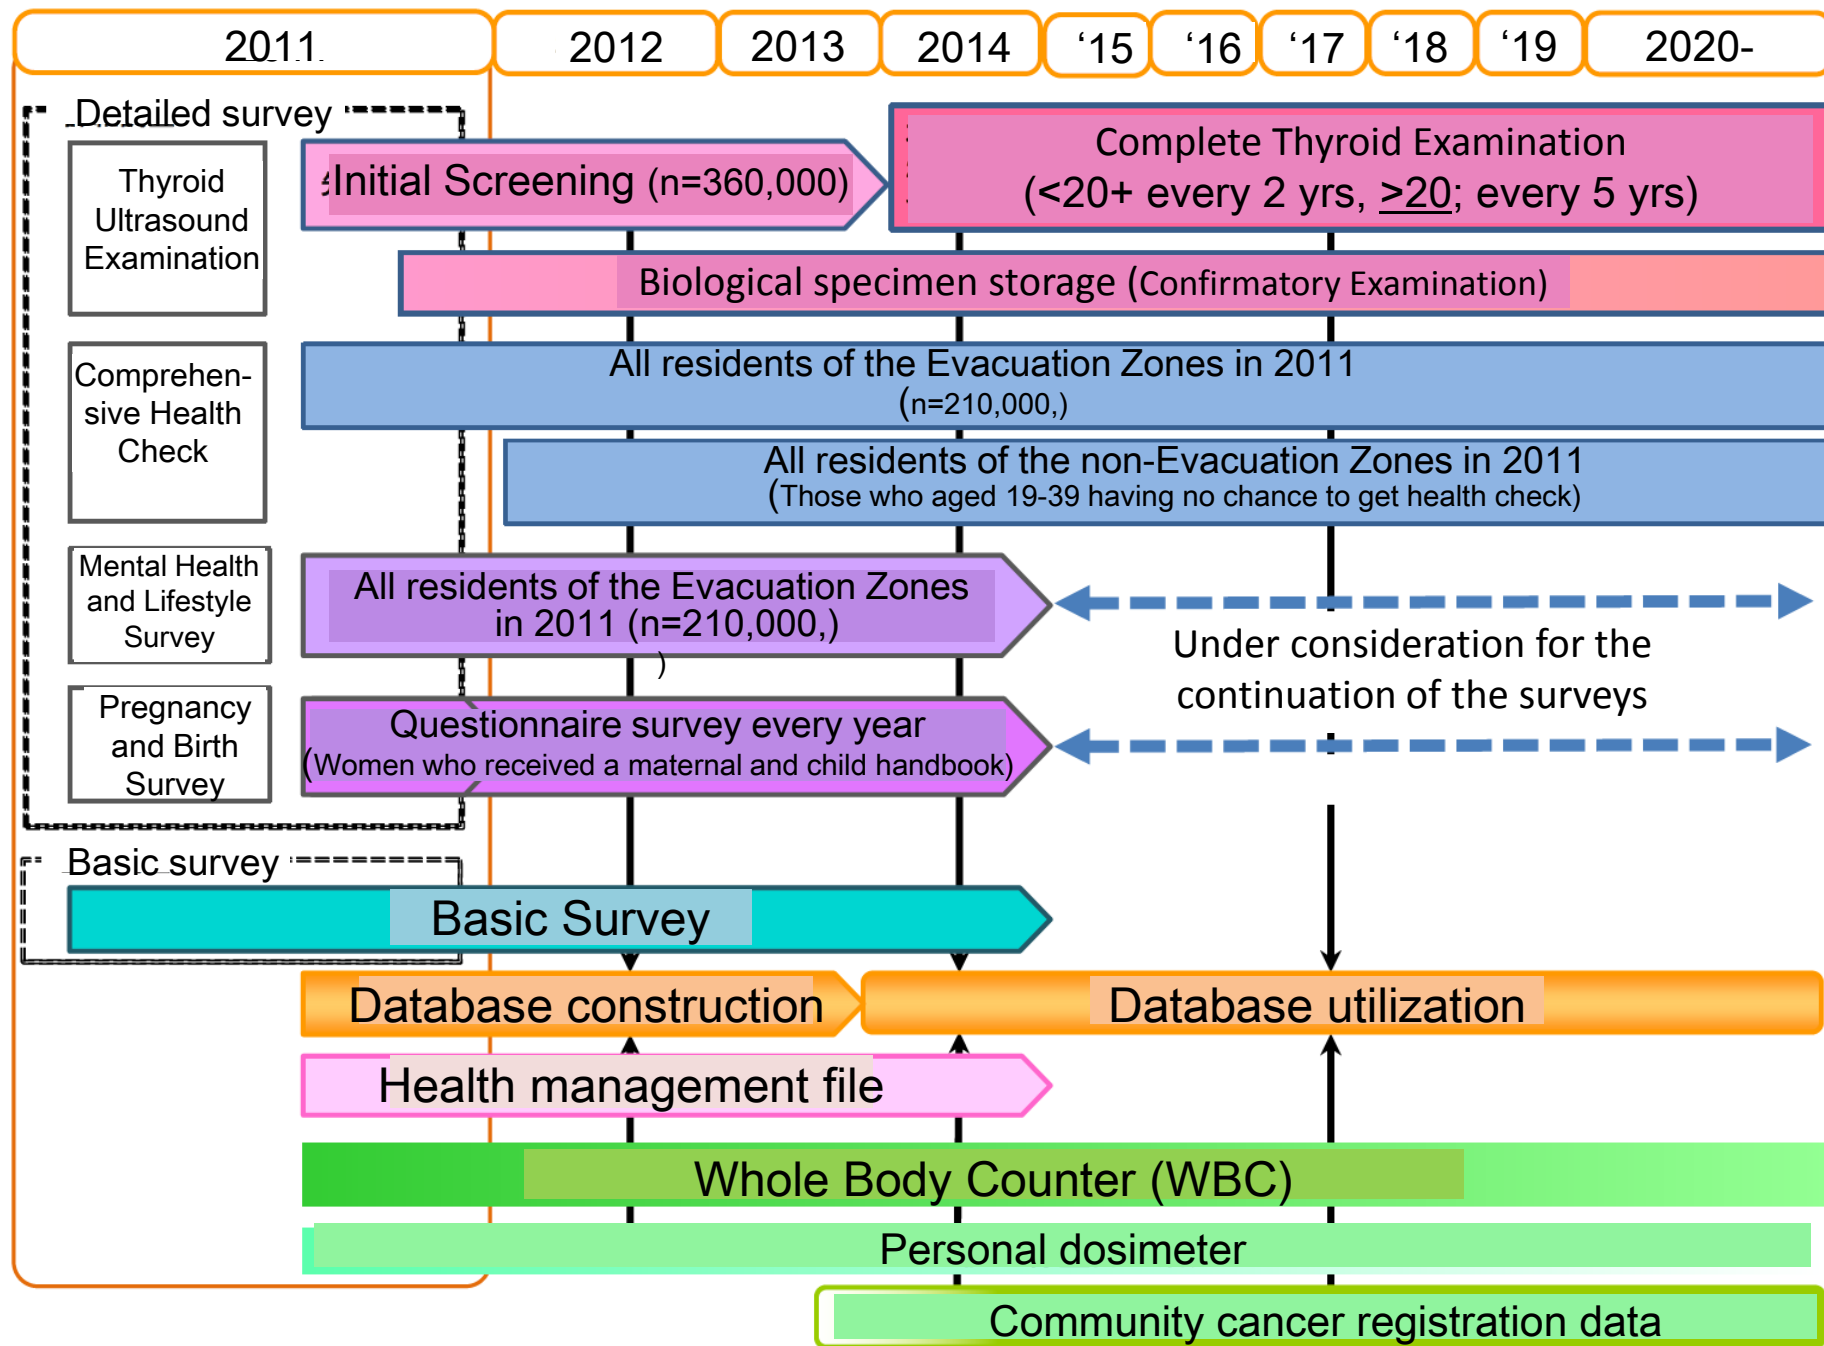 2011
2012
2013
2014
‘15
‘16
‘17
‘18
‘19
2020-
Detailed survey
Thyroid
Ultrasound
Examination
Initial Screening (n=360,000)
Complete Thyroid Examination
(<20+ every 2 yrs, >20; every 5 yrs)
Biological specimen storage (Confirmatory Examination)
Comprehen-
sive Health
Check
All residents of the Evacuation Zones in 2011
(n=210,000,)
All residents of the non-Evacuation Zones in 2011
(Those who aged 19-39 having no chance to get health check)
Mental Health
and Lifestyle
Survey
All residents of the Evacuation Zones
in 2011 (n=210,000,)
)
Under consideration for the
continuation of the surveys
Pregnancy
and Birth
Survey
Questionnaire survey every year
(Women who received a maternal and child handbook)
Basic survey
Basic Survey
Database construction
Database utilization
Health management file
Whole Body Counter (WBC)
Personal dosimeter
Community cancer registration data